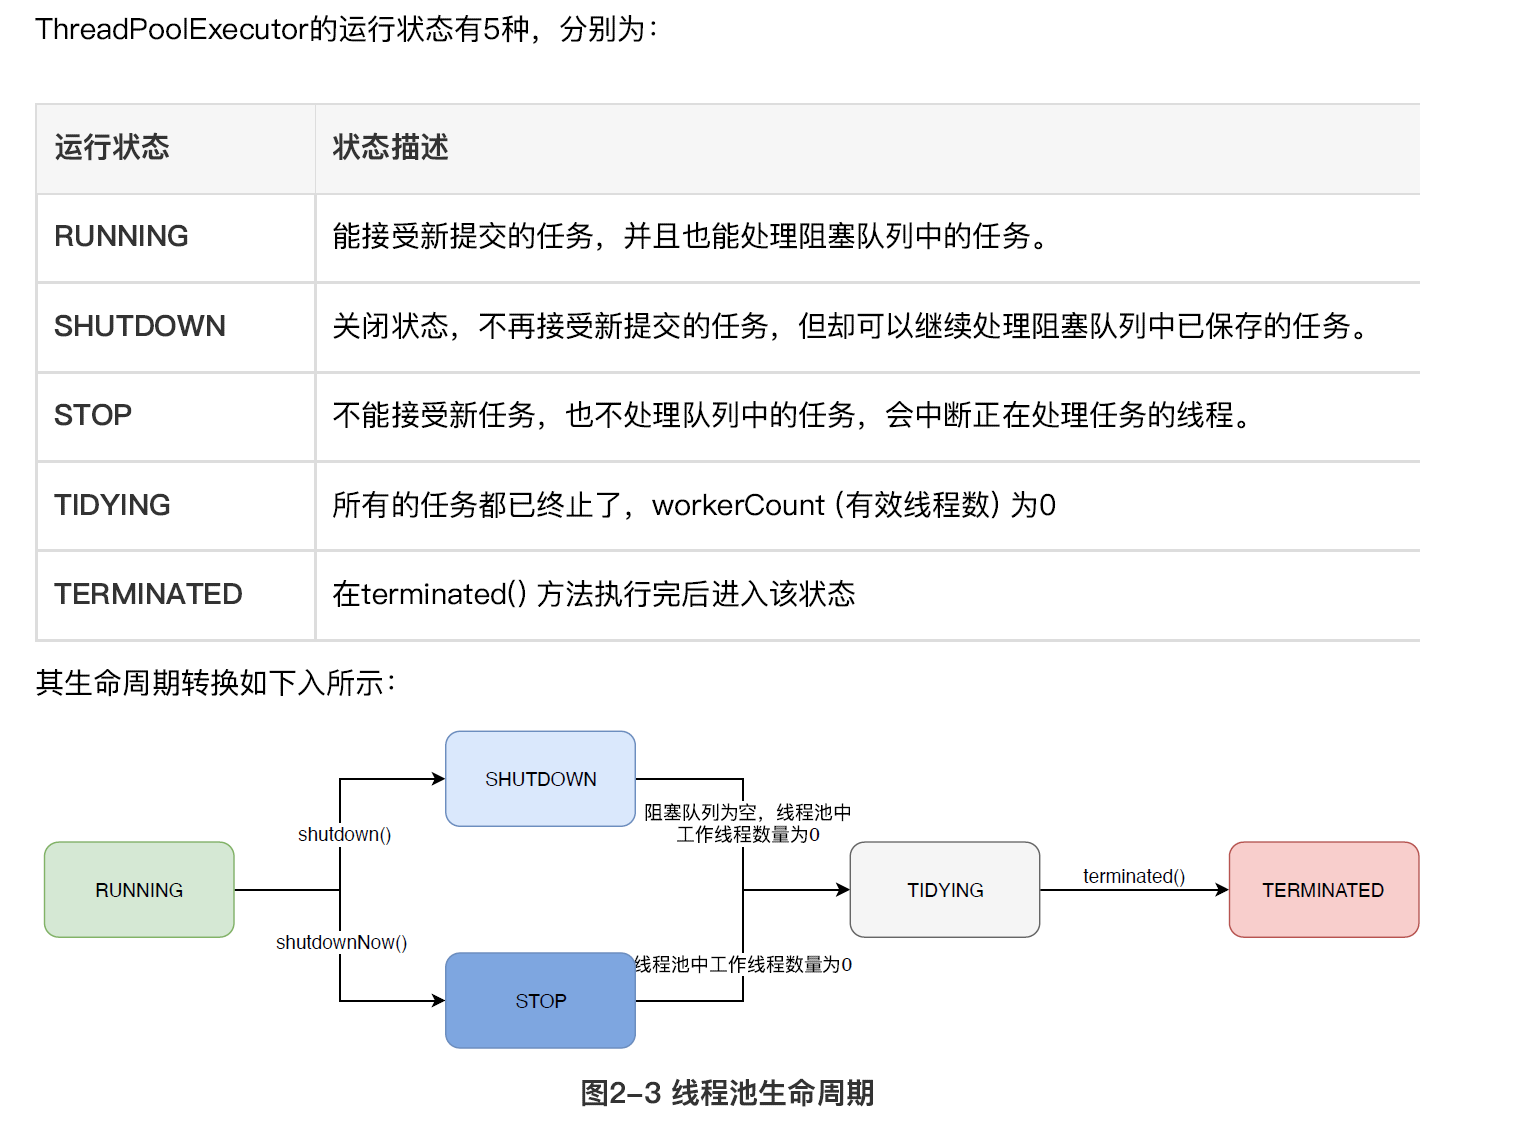 ThreadPoolExecutor的运行状态有5种，分别为：
运行状态 状态描述
RUNNING 能接受新提交的任务，并且也能处理阻塞队列中的任务。
SHUTDOWN 关闭状态，不再接受新提交的任务，但却可以继续处理阻塞队列中已保存的任务。
STOP 不能接受新任务，也不处理队列中的任务，会中断正在处理任务的线程。
TIDYING 所有的任务都已终止了，workerCount (有效线程数) 为0
TERMINATED 在terminated() 方法执行完后进入该状态
其生命周期转换如下入所示：
SHUTDOWN
阻塞队列为空，线程池中
工作线程数量为0
shutdown()
RUNNING
TIDYING
terminated()
TERMINATED
shutdownNow()
线程池中工作线程数量为0
STOP
图2-3 线程池生命周期